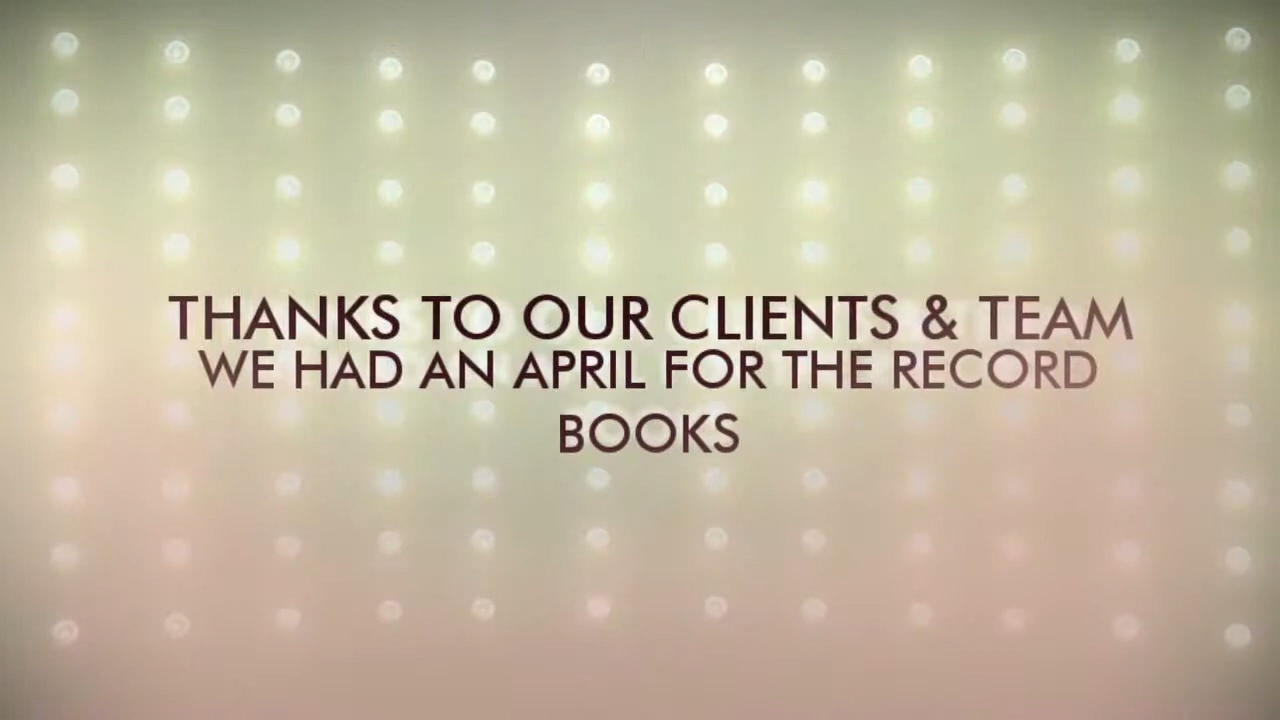 THANKS TO OUR CLIENTS & TEAM
WE HAD AN APRIL FOR THE RECORD
BOOKS